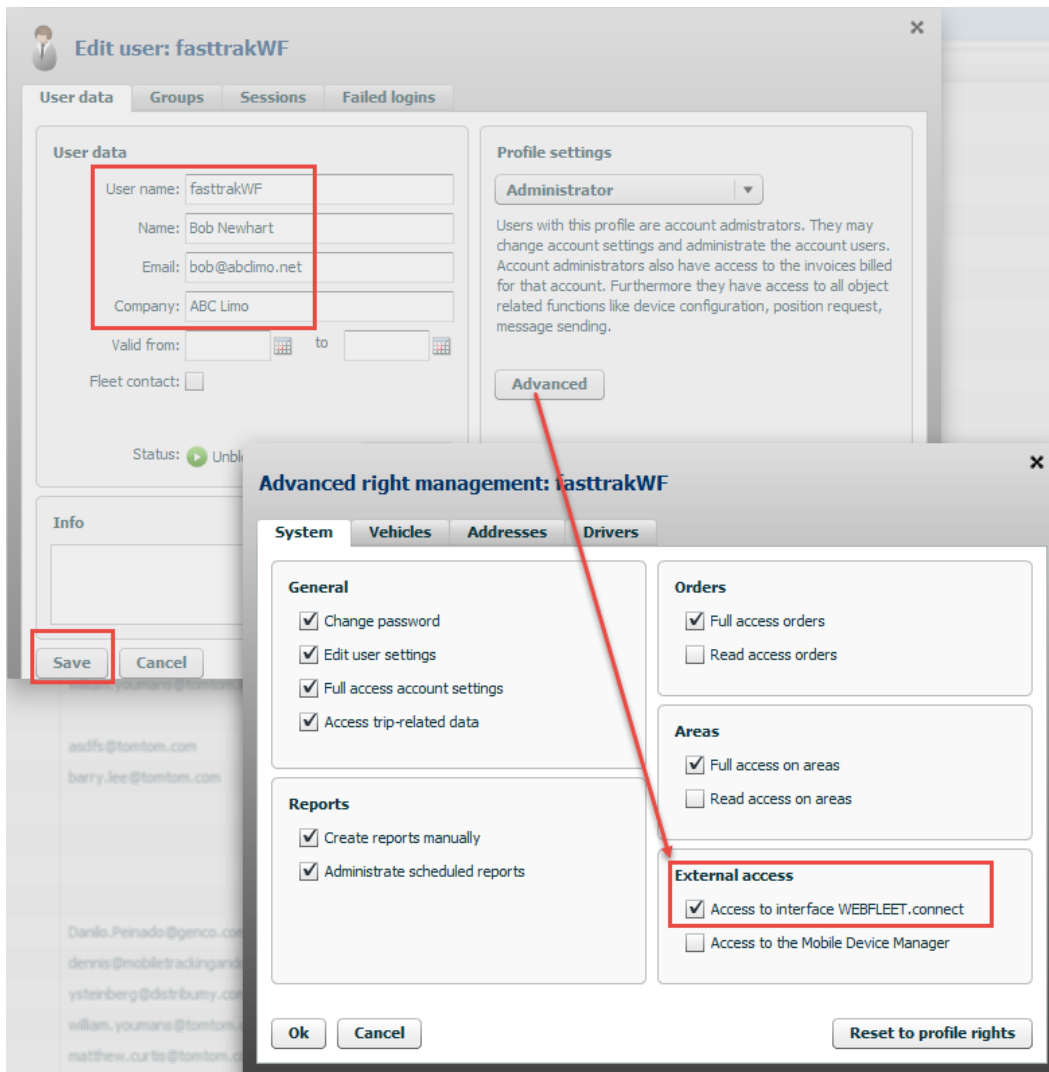 Edit user: fasttrakWF
User data
Groups
Sessions
Failed logins
User data
User name: fasttrakWF
Name: Bob Newhart
Email: bob@abclimo.net
Company: ABC Limo
Valid from:
to
Fleet contact:
Status:
Profile settings
Administrator
Users with this profile are account admistrators. They may
change account settings and administrate the account users.
Account administrators also have access to the invoices billed
for that account. Furthermore they have access to all object
related functions like device configuration, position request,
message sending.
Advanced
Info
Save
Cancel
asdfs@tomtom.com
barry.lee@tomtom.com
Advanced right management: fasttrakWF
System
Vehicles
Addresses
Drivers
General
Change password
Edit user settings
Full access account settings
Access trip-related data
Reports
Create reports manually
Administrate scheduled reports
Orders
Full access orders
Read access orders
Areas
Full access on areas
Read access on areas
External access
Access to interface WEBFLEET.connect
Access to the Mobile Device Manager
Ok
Cancel
Reset to profile rights